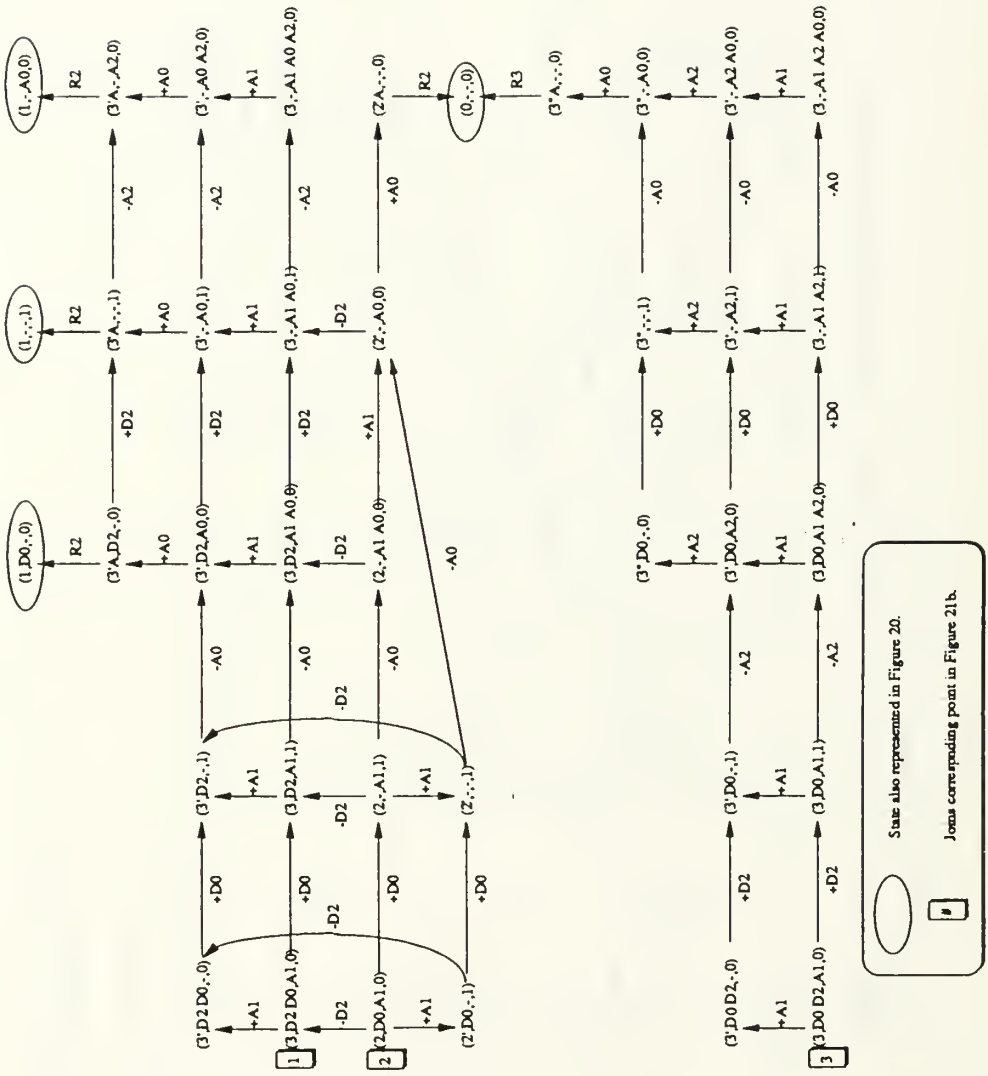 (1,-,-A0,0)
(1,-,-,1)
(1,D0,-,0)
R2
R2
R2
(3'A,-,A2,0)
(3'A,-,-,1)
(3'A,D2,-,0)
-A2
+D2
+A0
+A0
+A0
(3',-,A0 A2,0)
(3',-,A0,1)
(3',D2,A0,0)
(3',D2,-,1)
(3',D2 D0,-,0)
-A2
+D2
-A0
+D0
+A1
+A1
+A1
+A1
+A1
(3,-,A1 A0 A2,0)
(3,-,A1 A0,1)
(3,D2,A1 A0,0)
(3,D2,A1,1)
(3,D2 D0,A1,0)
1
-A2
+D2
-A0
+D0
-D2
-D2
-D2
-D2
-D2
-D2
(2'A,-,-,0)
(2',-,A0,0)
(2,-,A1 A0,0)
(2,-,A1,1)
(2,D0,A1,0)
2
+A0
+A1
-A0
+D0
R2
+A1
+A1
-A0
(0,-,-,0)
(2',-,-,1)
(2',D0,-,1)
+D0
R3
(3"A,-,-,0)
+A0
(3",-,A0,0)
(3",-,-,1)
(3",D0,-,0)
-A0
+D0
+A2
+A2
+A2
(3',-,A2 A0,0)
(3',-,A2,1)
(3',D0,A2,0)
(3',D0,-,1)
(3',D0 D2,-,0)
-A0
+D0
-A2
+D2
+A1
+A1
+A1
+A1
+A1
(3,-,A1 A2 A0,0)
(3,-,A1 A2,1)
(3,D0,A1 A2,0)
(3,D0,A1,1)
(3,D0 D2,A1,0)
3
-A0
+D0
-A2
+D2
State also represented in Figure 20.
# Joins corresponding point in Figure 21b.